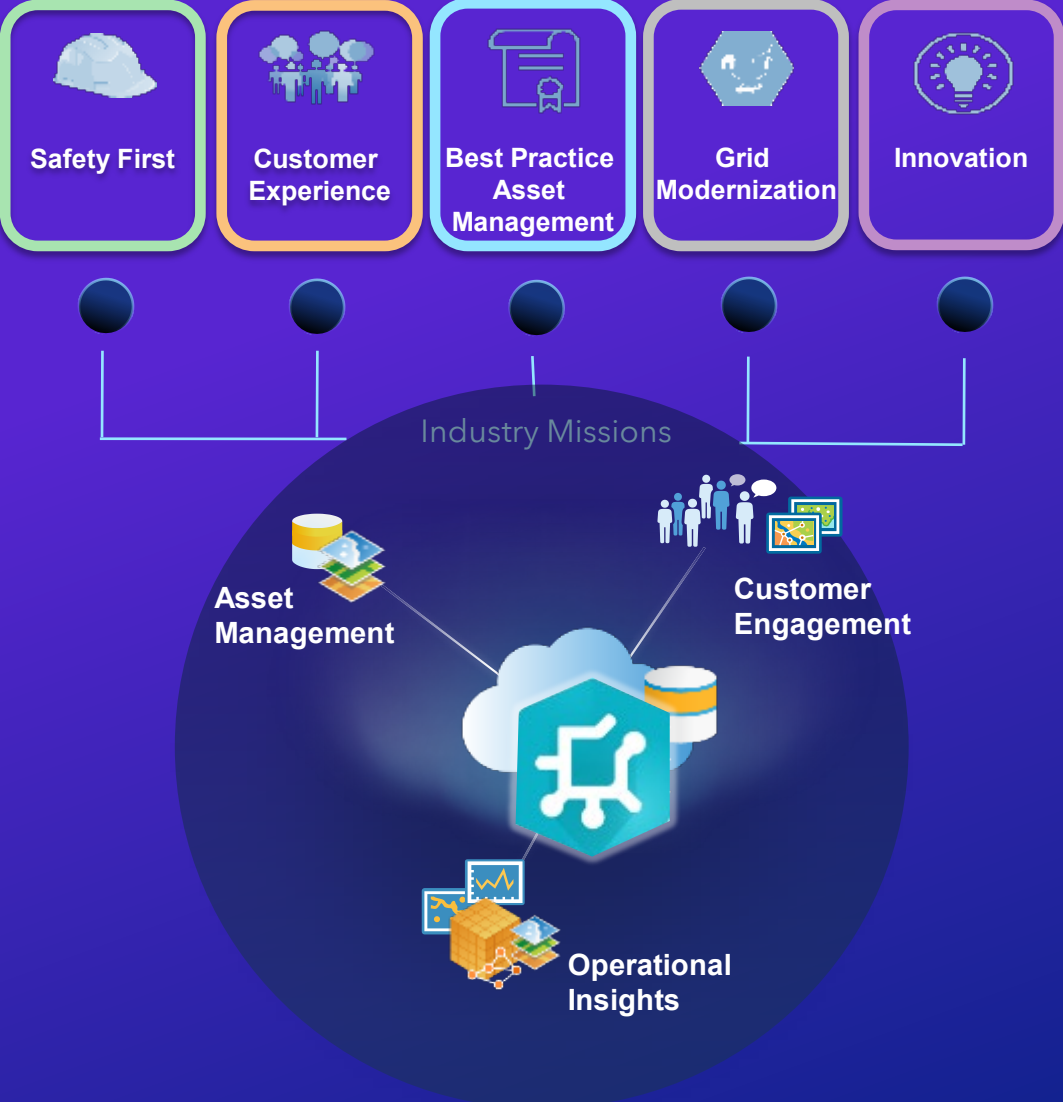 Safety First
Customer
Experience
Best Practice
Asset
Management
Grid
Modernization
Innovation
Industry Missions
Asset
Management
Customer
Engagement
Operational
Insights